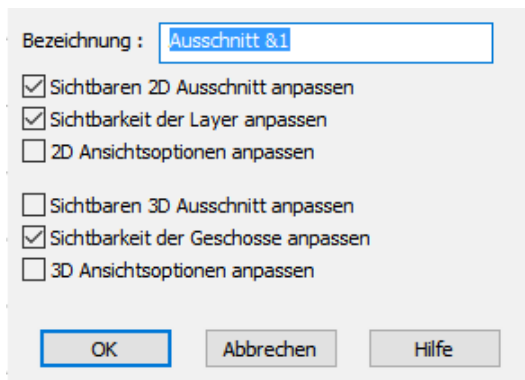 Bezeichnung :
Ausschnitt &1
Sichtbaren 2D Ausschnitt anpassen
Sichtbarkeit der Layer anpassen
2D Ansichtsoptionen anpassen
Sichtbaren 3D Ausschnitt anpassen
Sichtbarkeit der Geschosse anpassen
3D Ansichtsoptionen anpassen
OK Abbrechen Hilfe